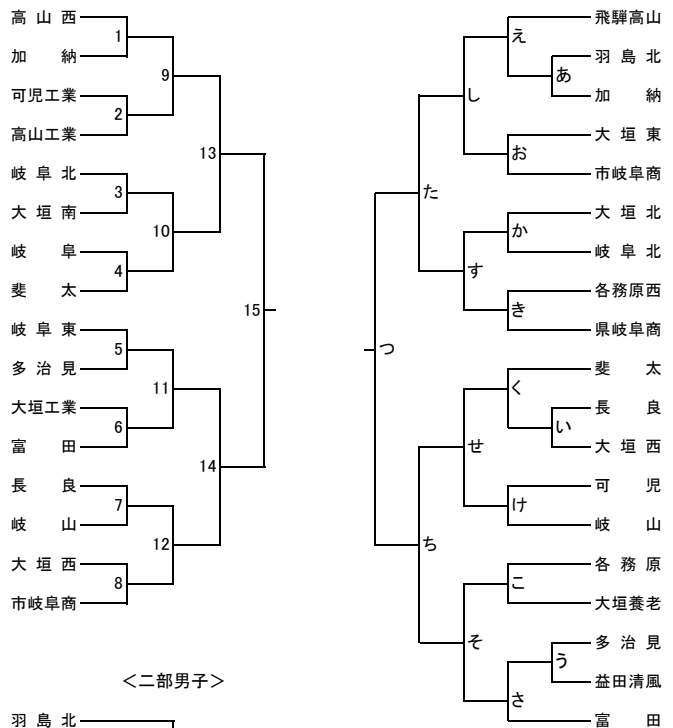 高山西
1
加納
9
可児工業
2
高山工業
13
岐阜北
3
大垣南
10
岐阜
4
斐太
15
岐阜東
5
多治見
11
大垣工業
6
富田
14
長良
7
岐山
12
大垣西
8
市岐阜商
<二部男子>
羽島北
飛騨高山
え
羽島北
あ
加納
し
大垣東
お
市岐阜商
た
大垣北
か
岐阜北
す
各務原西
き
県岐阜商
つ
斐太
く
長良
い
大垣西
せ
可児
け
岐山
ち
各務原
こ
大垣養老
そ
多治見
う
益田清風
さ
富田